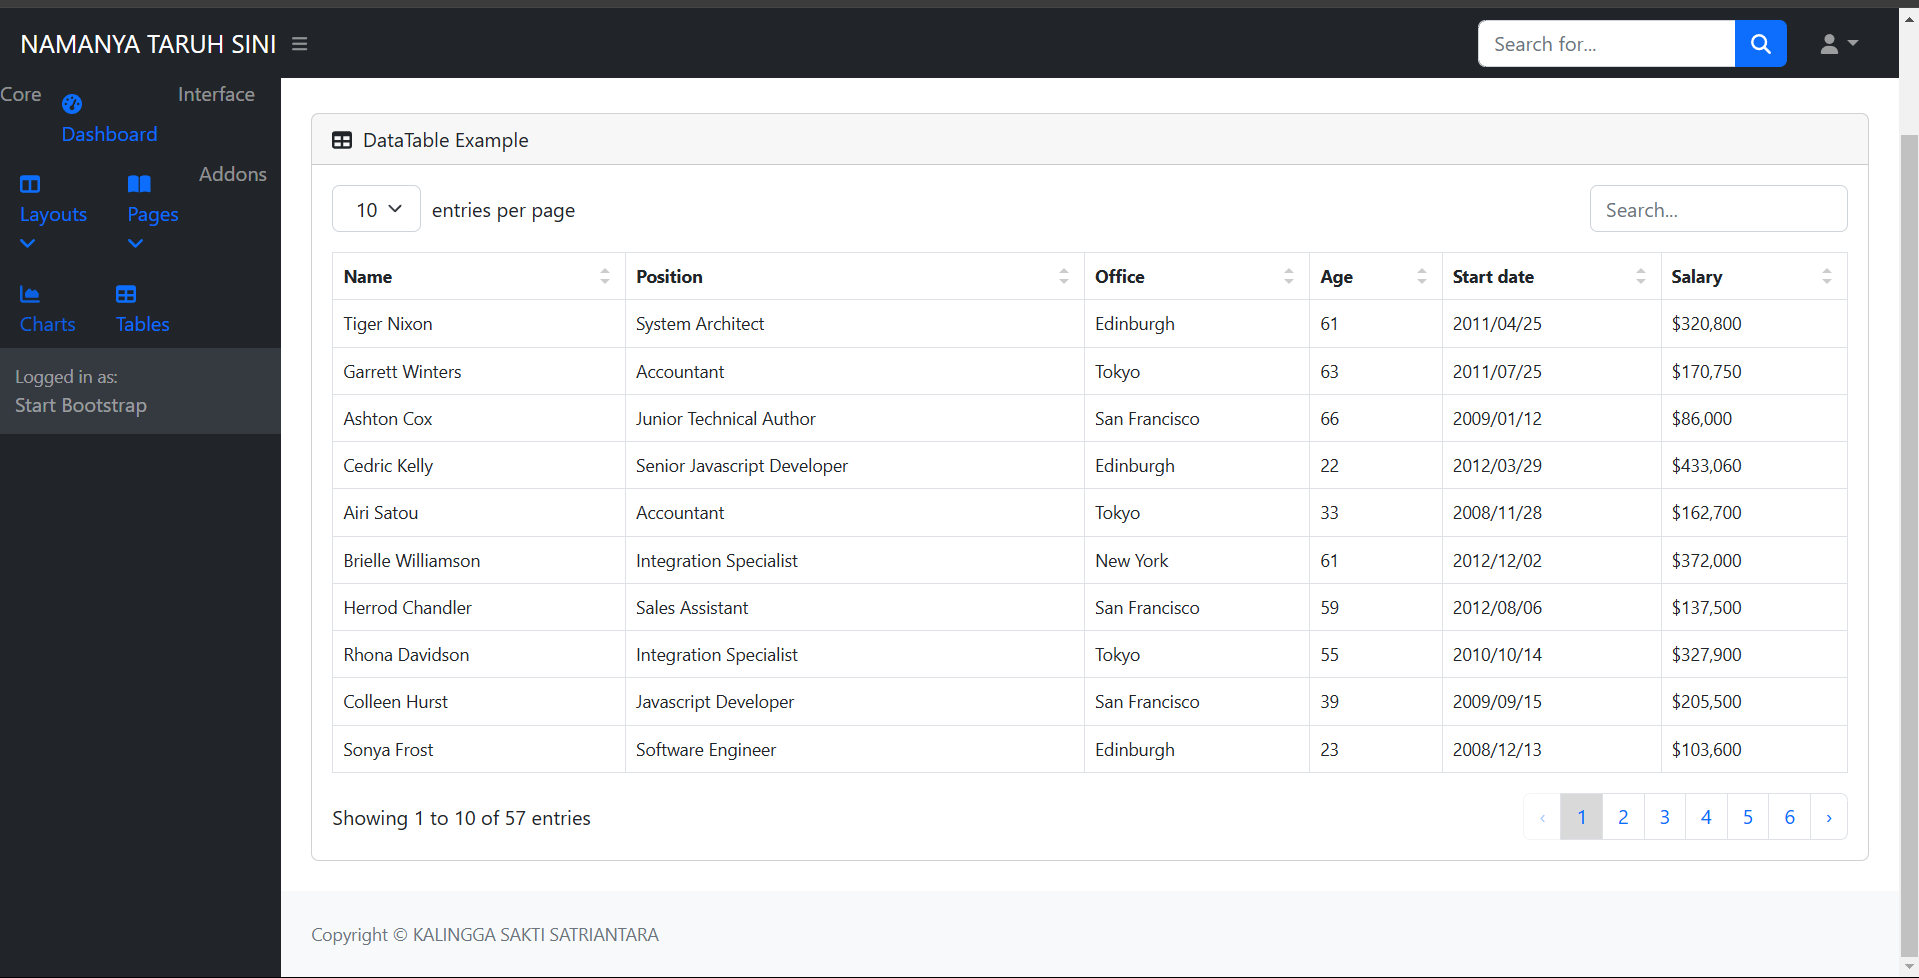 NAMANYA TARUH SINI
Search for...
Core
Interface
Dashboard
Addons
Layouts
Pages
Charts
Tables
Logged in as:
Start Bootstrap
DataTable Example
10 entries per page
Search...
Name Position Office Age Start date Salary
Tiger Nixon System Architect Edinburgh 61 2011/04/25 $320,800
Garrett Winters Accountant Tokyo 63 2011/07/25 $170,750
Ashton Cox Junior Technical Author San Francisco 66 2009/01/12 $86,000
Cedric Kelly Senior Javascript Developer Edinburgh 22 2012/03/29 $433,060
Airi Satou Accountant Tokyo 33 2008/11/28 $162,700
Brielle Williamson Integration Specialist New York 61 2012/12/02 $372,000
Herrod Chandler Sales Assistant San Francisco 59 2012/08/06 $137,500
Rhona Davidson Integration Specialist Tokyo 55 2010/10/14 $327,900
Colleen Hurst Javascript Developer San Francisco 39 2009/09/15 $205,500
Sonya Frost Software Engineer Edinburgh 23 2008/12/13 $103,600
Showing 1 to 10 of 57 entries
‹ 1 2 3 4 5 6 ›
Copyright © KALINGGA SAKTI SATRIANTARA